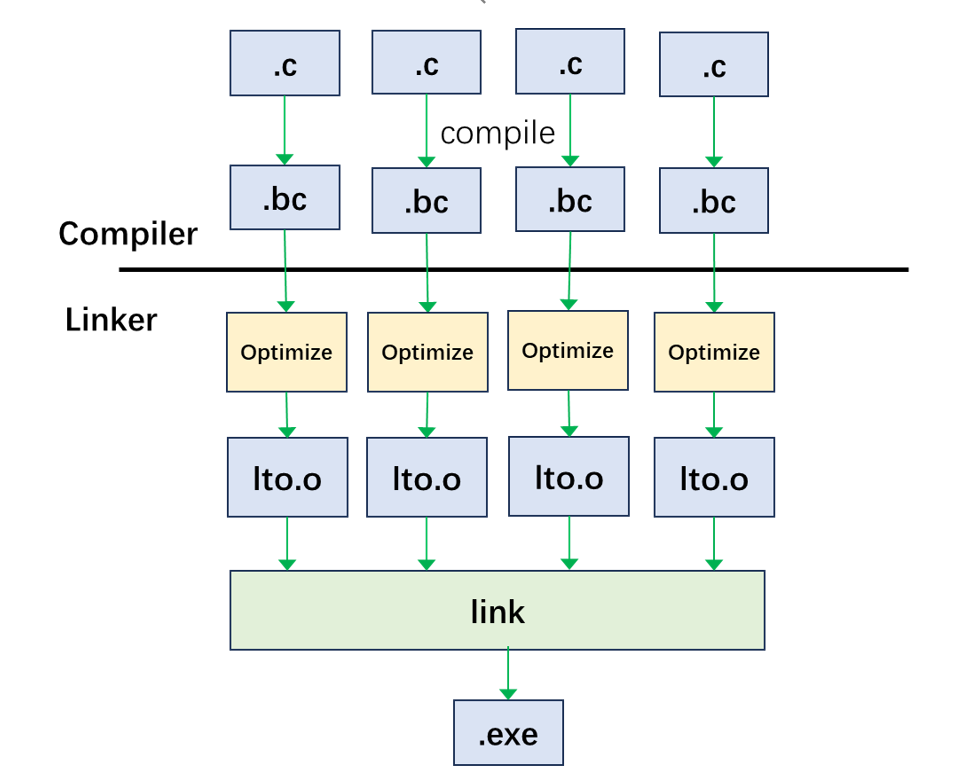 .c
.c
.c
.c
compile
.bc
.bc
.bc
.bc
Compiler
Linker
Optimize
Optimize
Optimize
Optimize
lto.o
lto.o
lto.o
lto.o
link
.exe